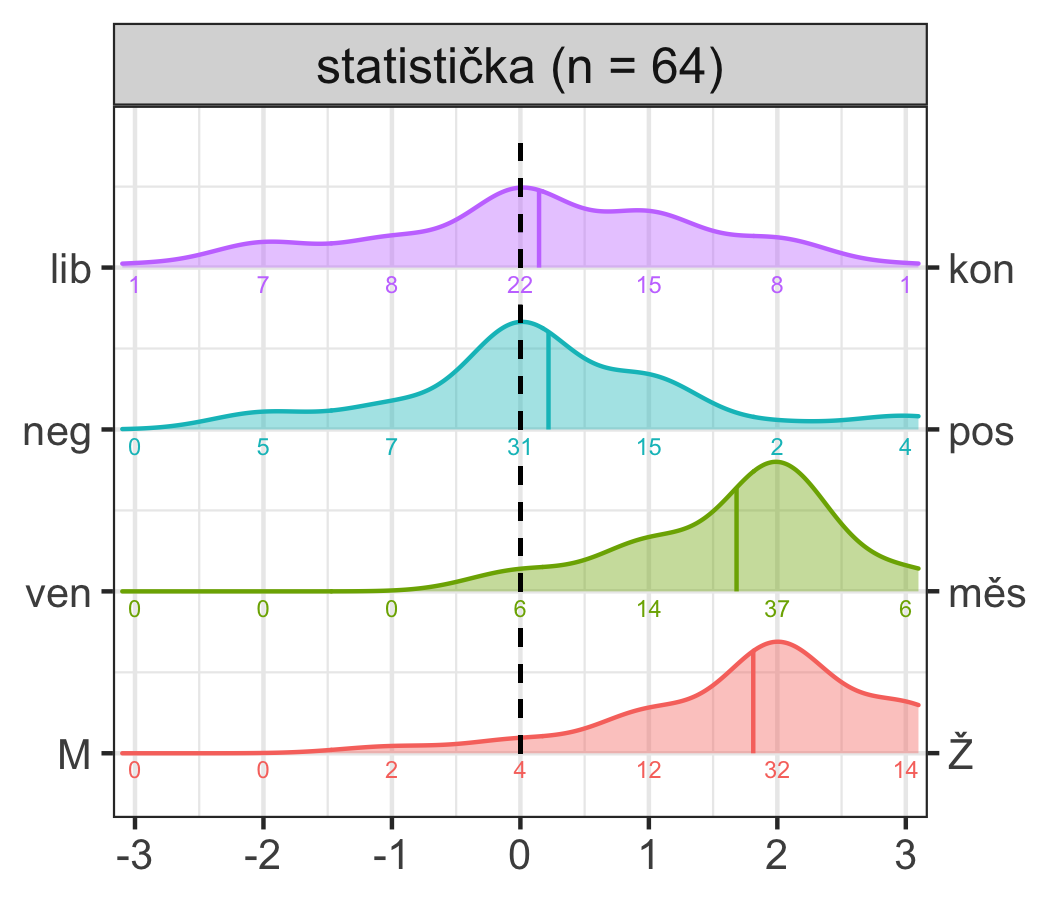 statistička (n = 64)
lib kon
1 7 8 22 15 8 1
neg pos
0 5 7 31 15 2 4
ven měs
0 0 0 6 14 37 6
M Ž
0 0 2 4 12 32 14
-3 -2 -1 0 1 2 3